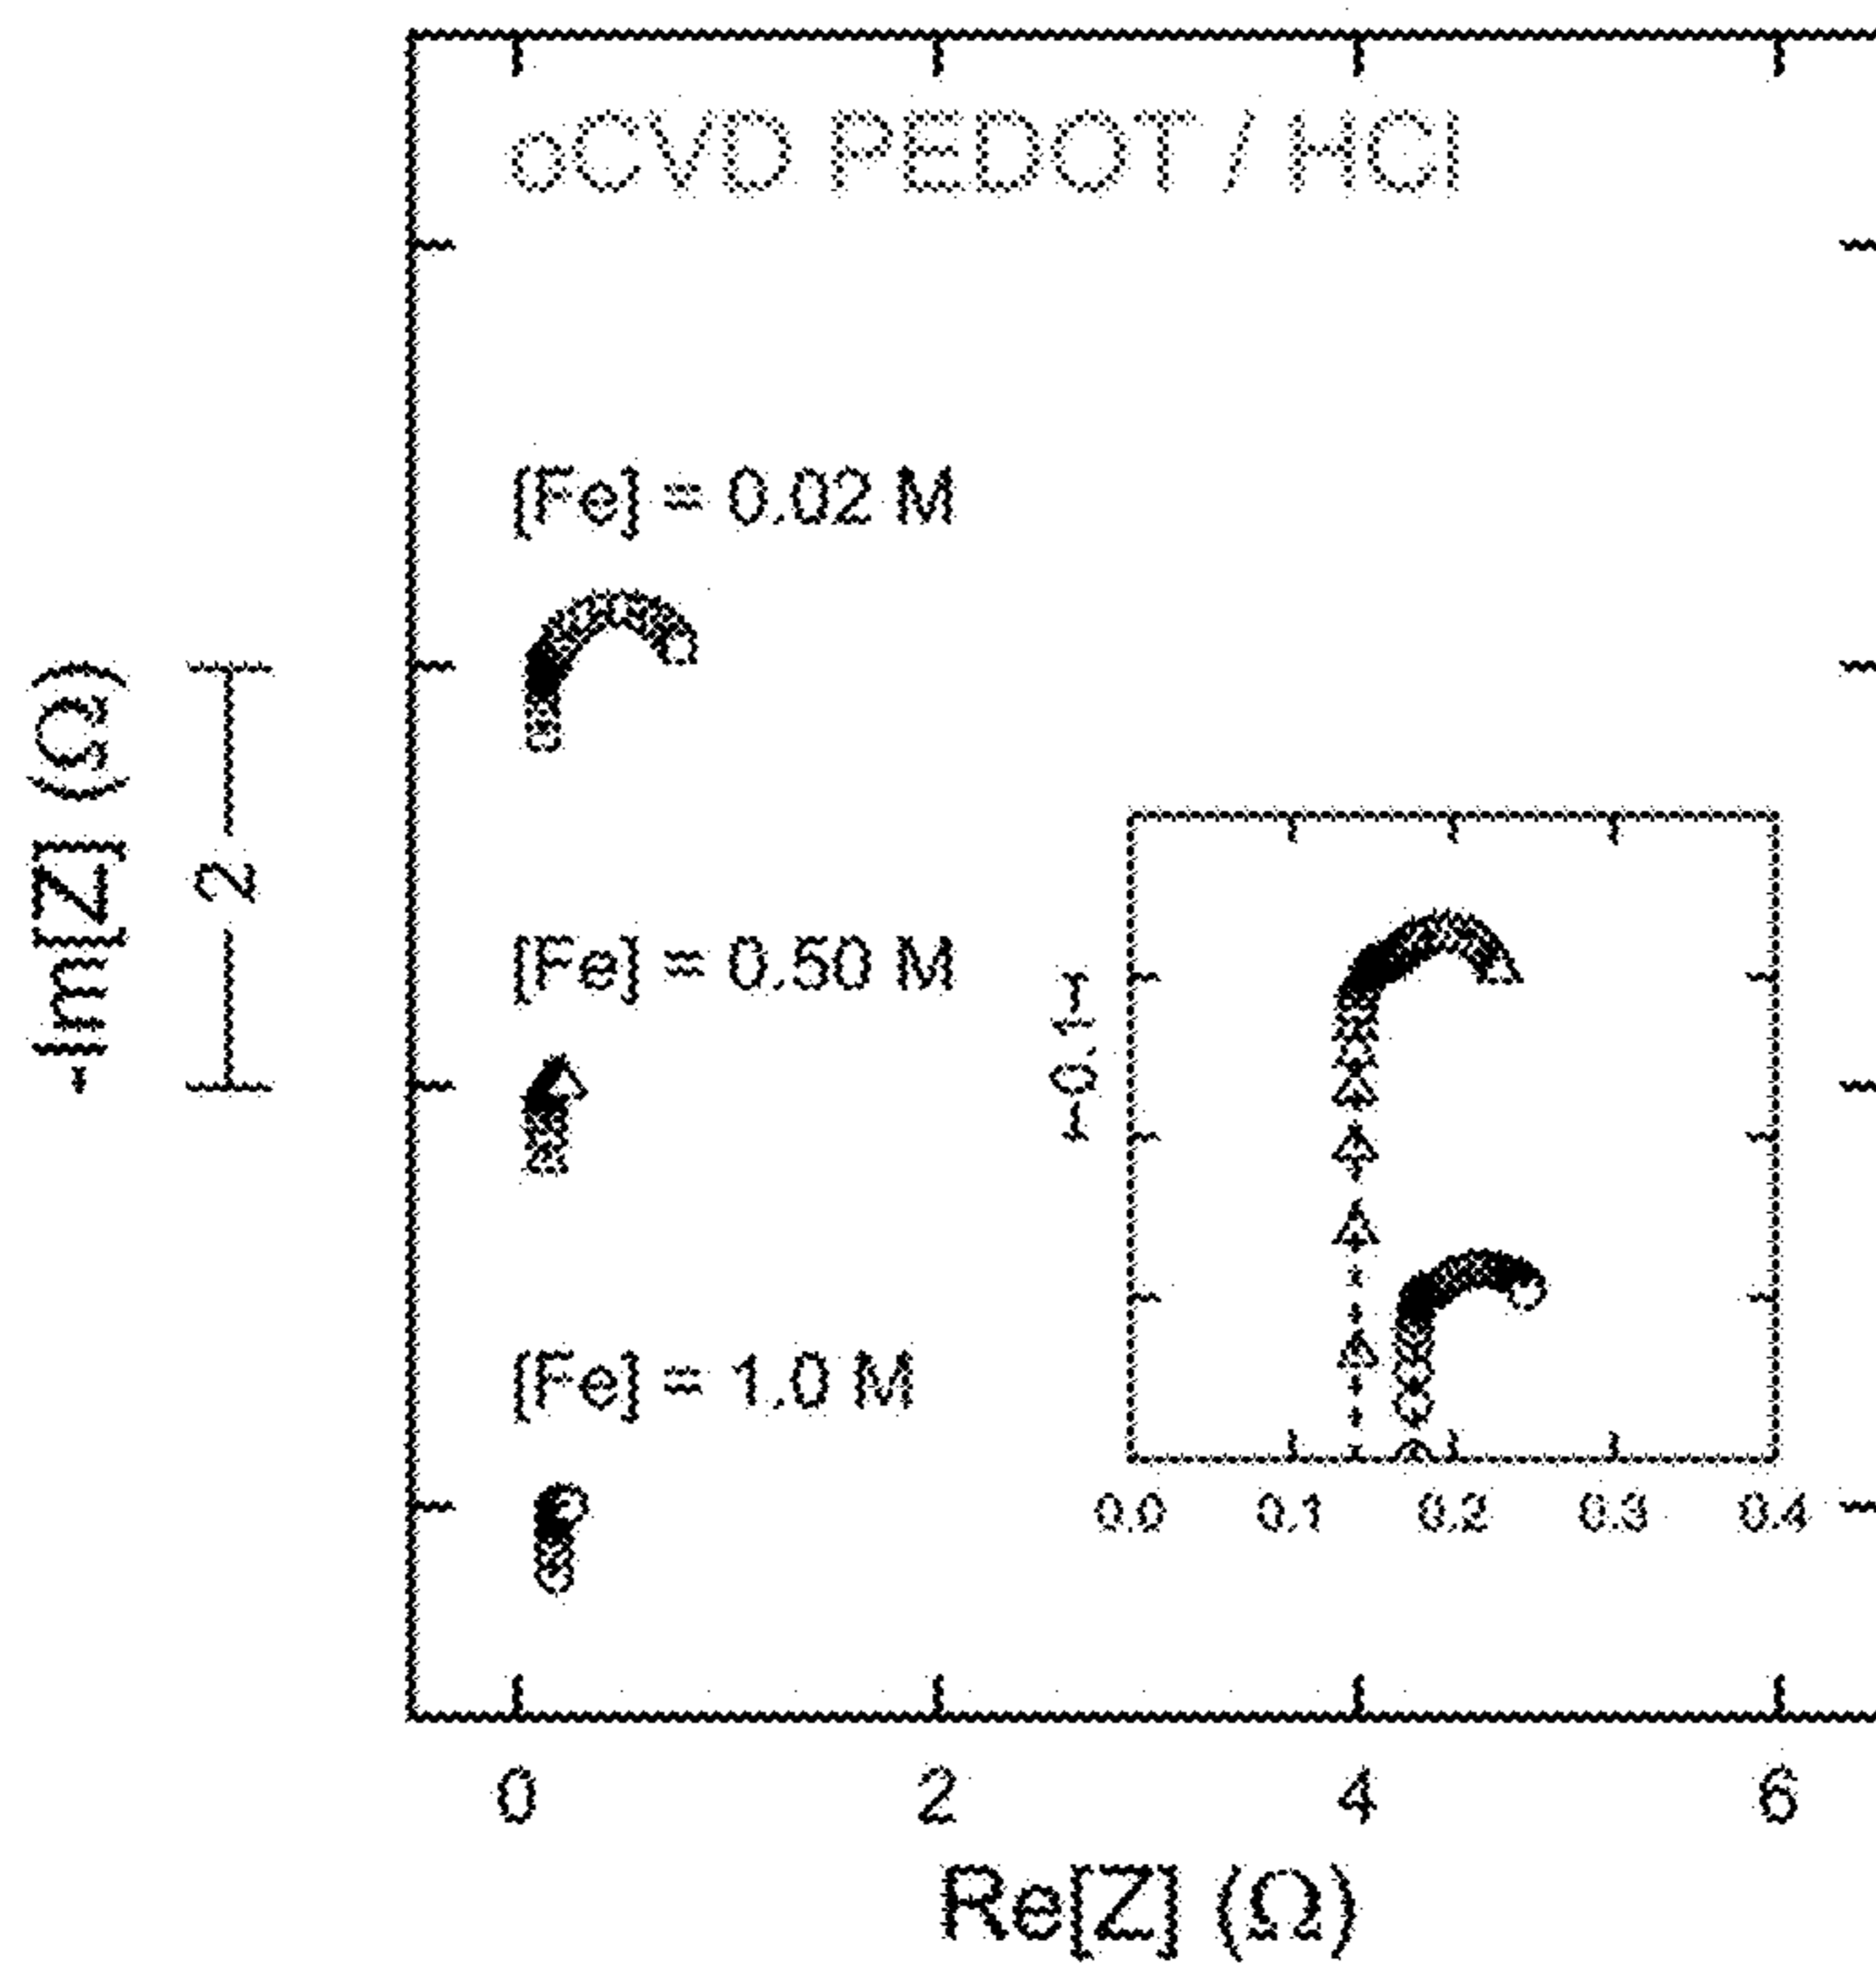 oCVD PEDOT / HCl
[Fe] = 0.02 M
[Fe] = 0.50 M
[Fe] = 1.0 M
-Im[Z] (Ω)
2
0.1
0.0 0.1 0.2 0.3 0.4
0 2 4 6
Re[Z] (Ω)